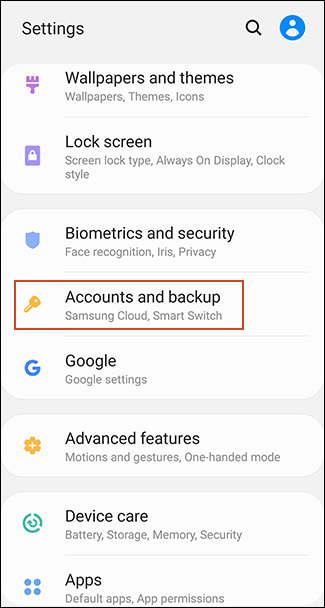 Settings
Wallpapers and themes
Wallpapers, Themes, Icons
Lock screen
Screen lock type, Always On Display, Clock
style
Biometrics and security
Face recognition, Iris, Privacy
Accounts and backup
Samsung Cloud, Smart Switch
Google
Google settings
Advanced features
Motions and gestures, One-handed mode
Device care
Battery, Storage, Memory, Security
Apps
Default apps, App permissions